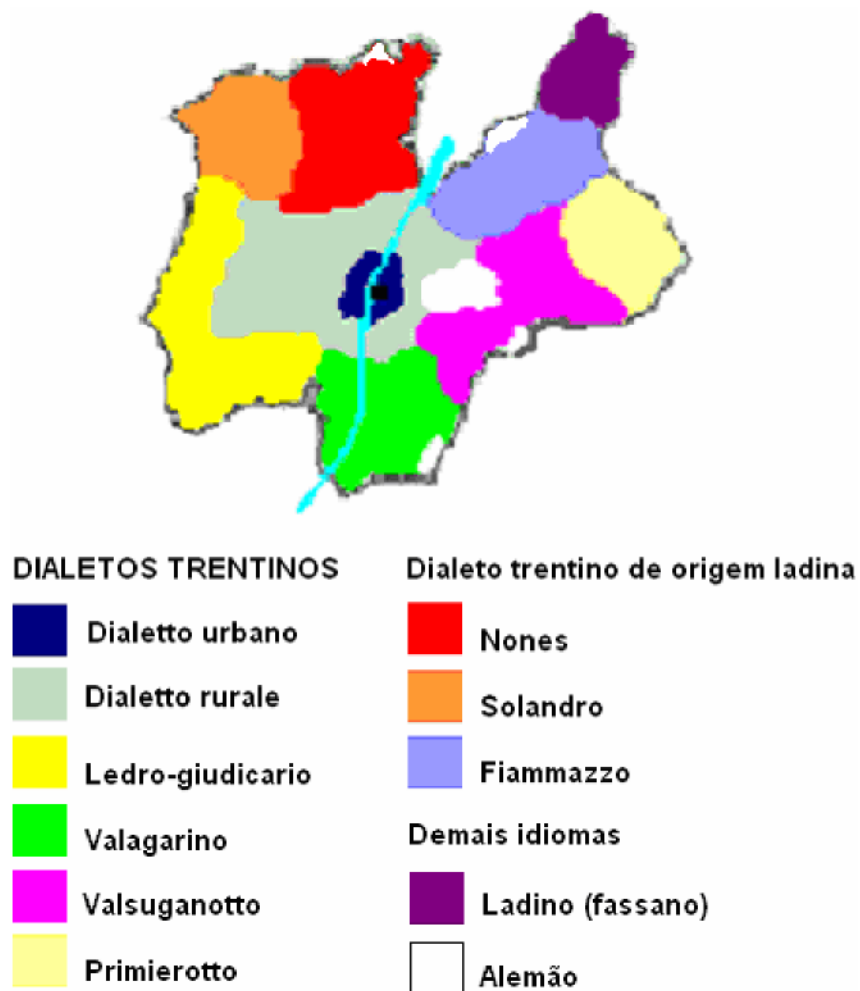 DIALETOS TRENTINOS
Dialetto urbano
Dialetto rurale
Ledro-giudicario
Valagarino
Valsuganotto
Primierotto
Dialeto trentino de origem ladina
Nones
Solandro
Fiammazzo
Demais idiomas
Ladino (fassano)
Alemão